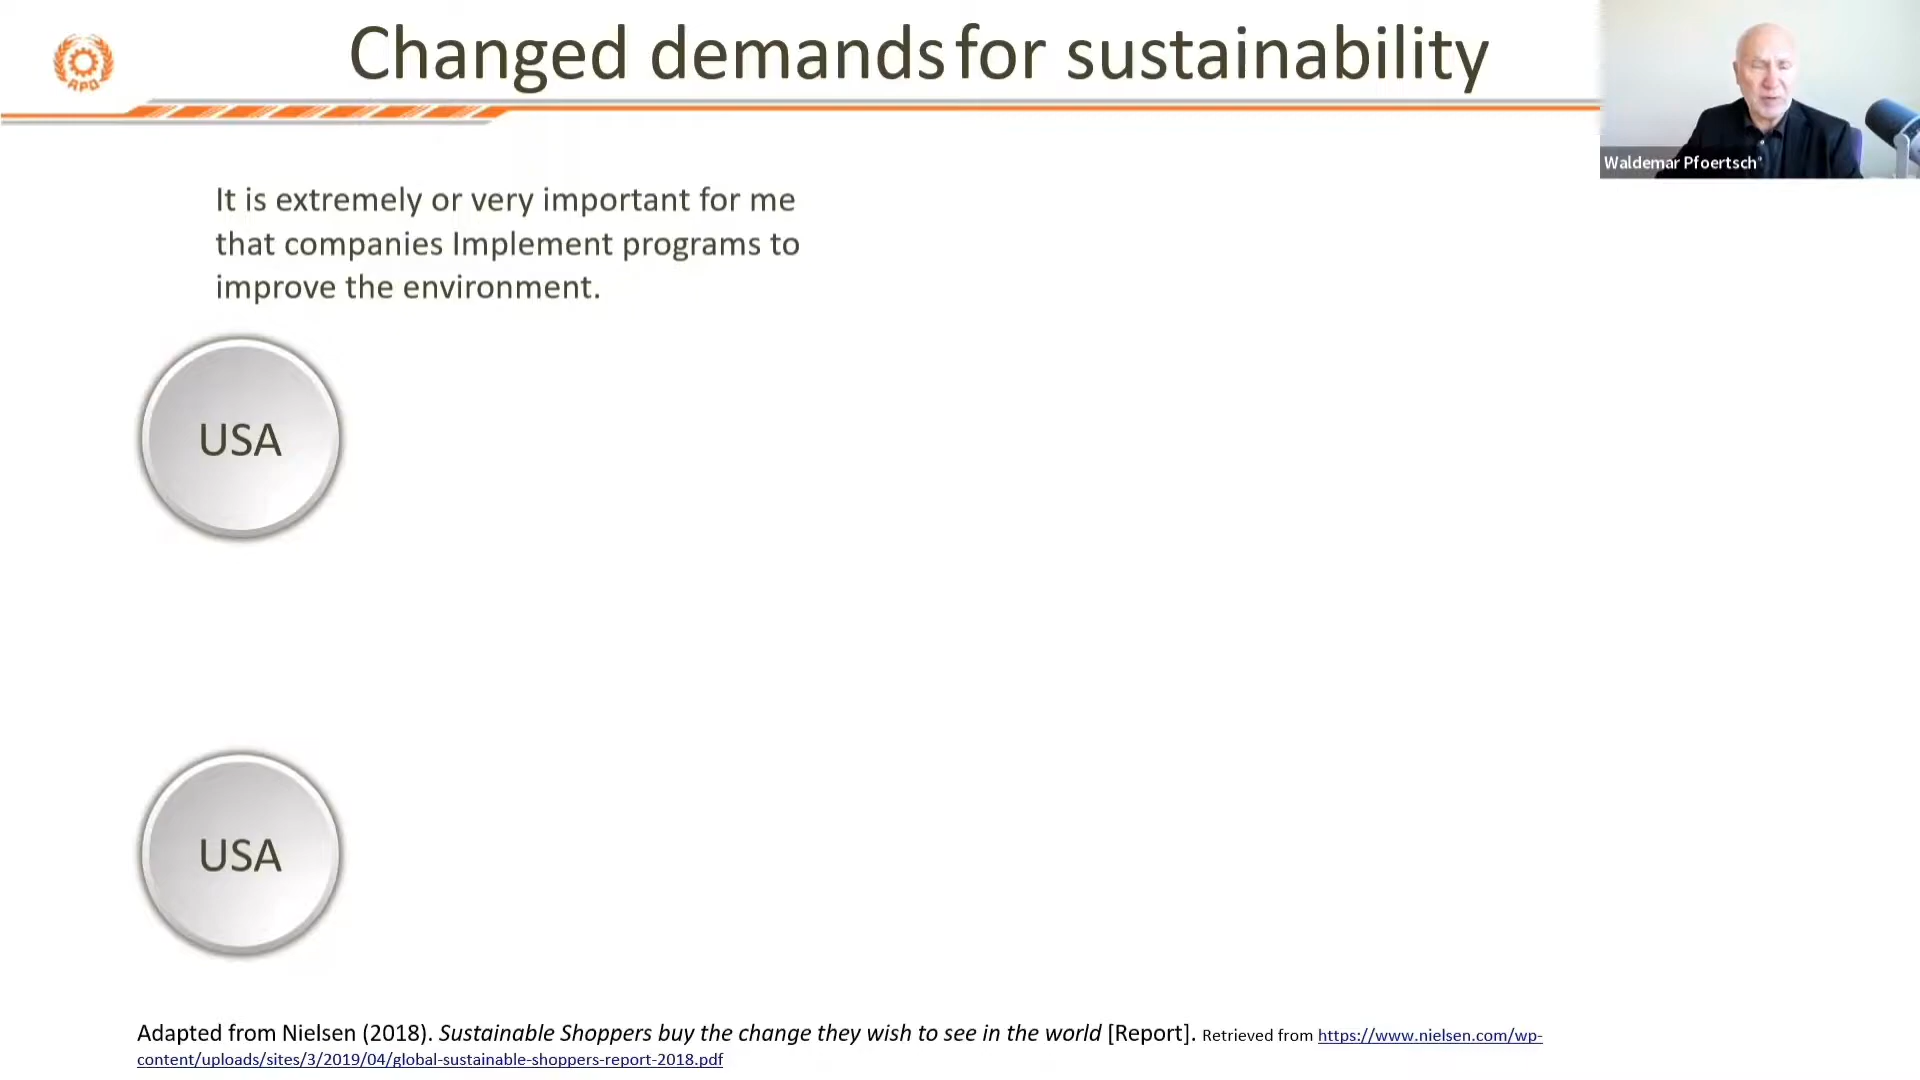 Changed demands for sustainability
APO
Waldemar Pfoertsch
It is extremely or very important for me
that companies Implement programs to
improve the environment.
USA
USA
Adapted from Nielsen (2018). Sustainable Shoppers buy the change they wish to see in the world [Report]. Retrieved from https://www.nielsen.com/wp-
content/uploads/sites/3/2019/04/global-sustainable-shoppers-report-2018.pdf